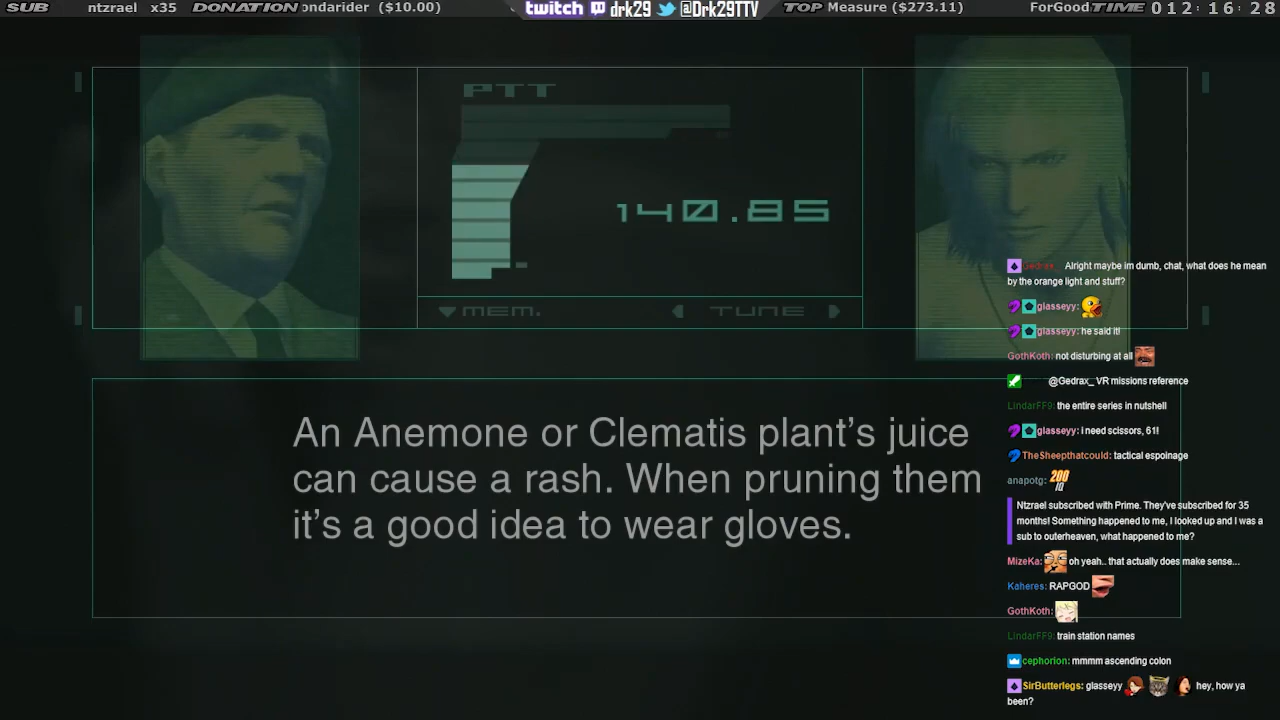 SUB ntzrael x35 DONATION ondarider ($10.00) twitch drk29 @Drk29TTV TOP Measure ($273.11) ForGood TIME 012:16:28
PTT
140.85
MEM. TUNE
An Anemone or Clematis plant’s juice
can cause a rash. When pruning them
it’s a good idea to wear gloves.
Gedrax_ Alright maybe im dumb, chat, what does he mean
by the orange light and stuff?
glasseyy:
glasseyy: he said it!
GothKoth: not disturbing at all
@Gedrax_ VR missions reference
LindarFF9: the entire series in nutshell
glasseyy: i need scissors, 61!
TheSheepthatcould: tactical espoinage
anapotg: 200 IQ
Ntzrael subscribed with Prime. They've subscribed for 35
months! Something happened to me, I looked up and I was a
sub to outerheaven, what happened to me?
MizeKa: oh yeah.. that actually does make sense...
Kaheres: RAPGOD
GothKoth:
LindarFF9: train station names
cephorion: mmmm ascending colon
SirButterlegs: glasseyy hey, how ya
been?